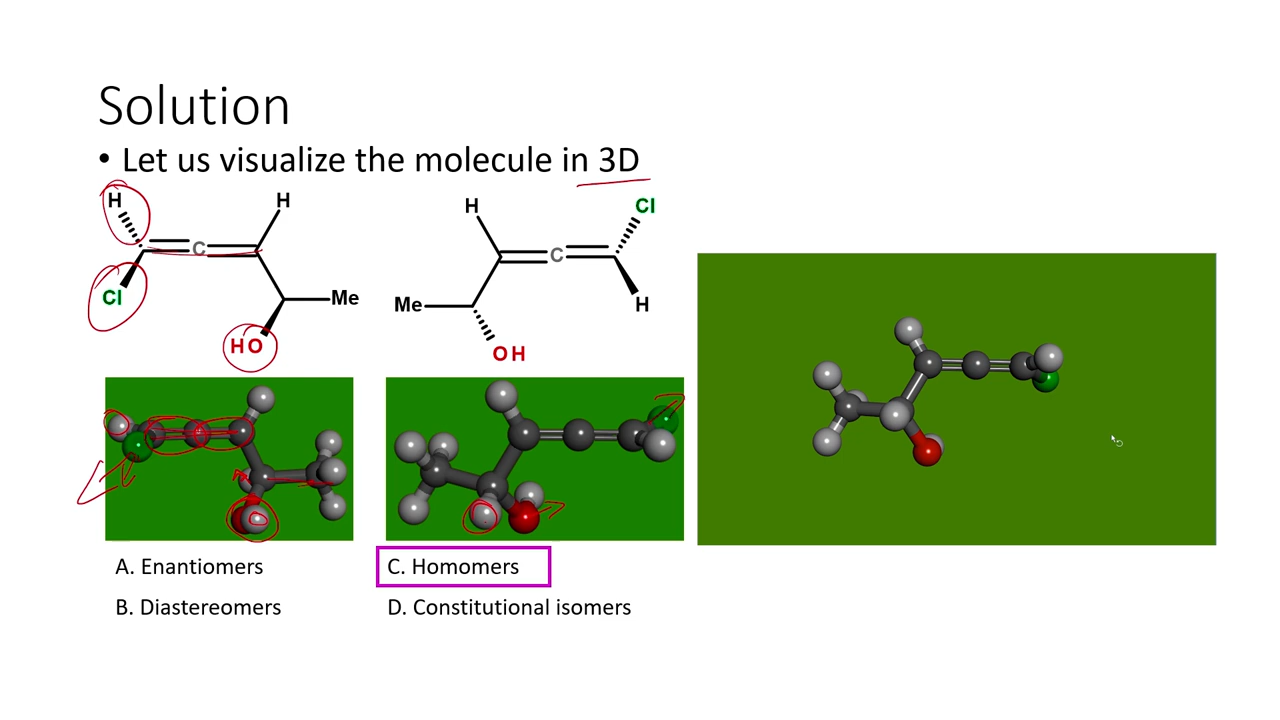 Solution
• Let us visualize the molecule in 3D
H
H
C
Cl
Me
HO
H
Cl
C
Me
H
OH
A. Enantiomers
C. Homomers
B. Diastereomers
D. Constitutional isomers